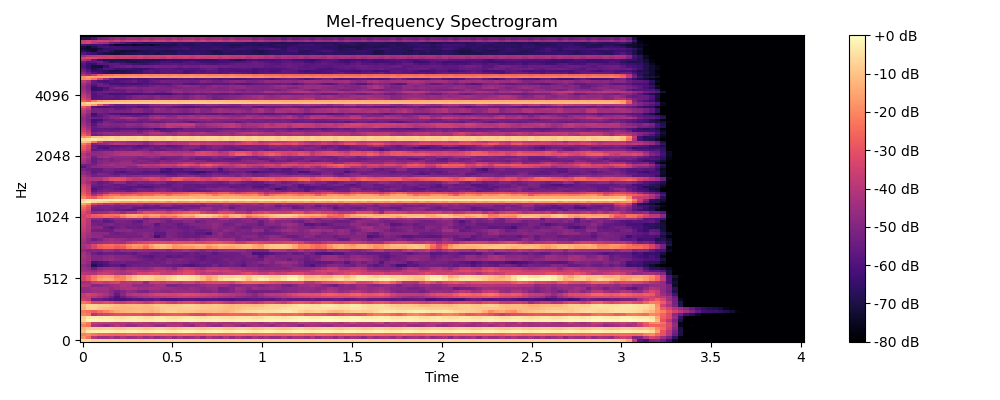 Mel-frequency Spectrogram
Hz
4096
2048
1024
512
0
0 0.5 1 1.5 2 2.5 3 3.5 4
Time
+0 dB
-10 dB
-20 dB
-30 dB
-40 dB
-50 dB
-60 dB
-70 dB
-80 dB